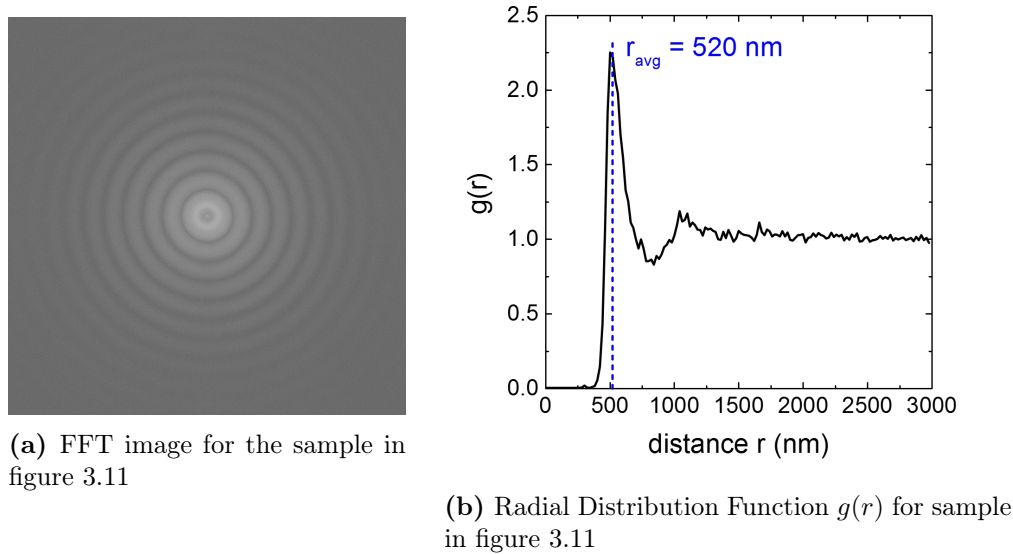 (a) FFT image for the sample in
figure 3.11
r_avg = 520 nm
g(r)
2.5
2.0
1.5
1.0
0.5
0.0
0 500 1000 1500 2000 2500 3000
distance r (nm)
(b) Radial Distribution Function g(r) for sample
in figure 3.11